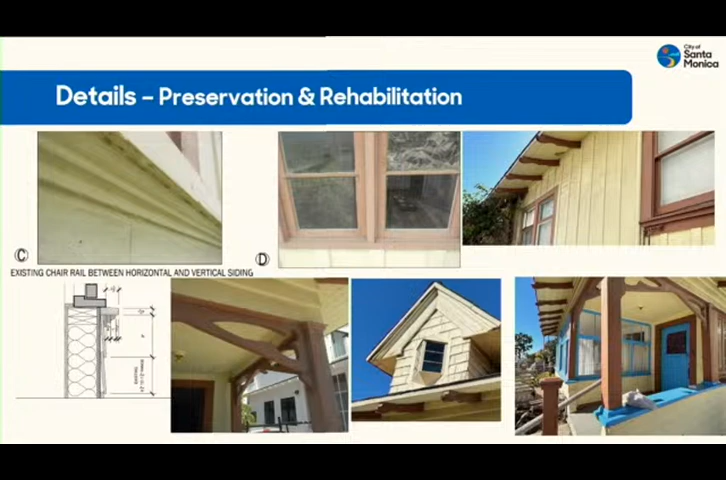 City of
Santa
Monica
Details – Preservation & Rehabilitation
C
D
EXISTING CHAIR RAIL BETWEEN HORIZONTAL AND VERTICAL SIDING